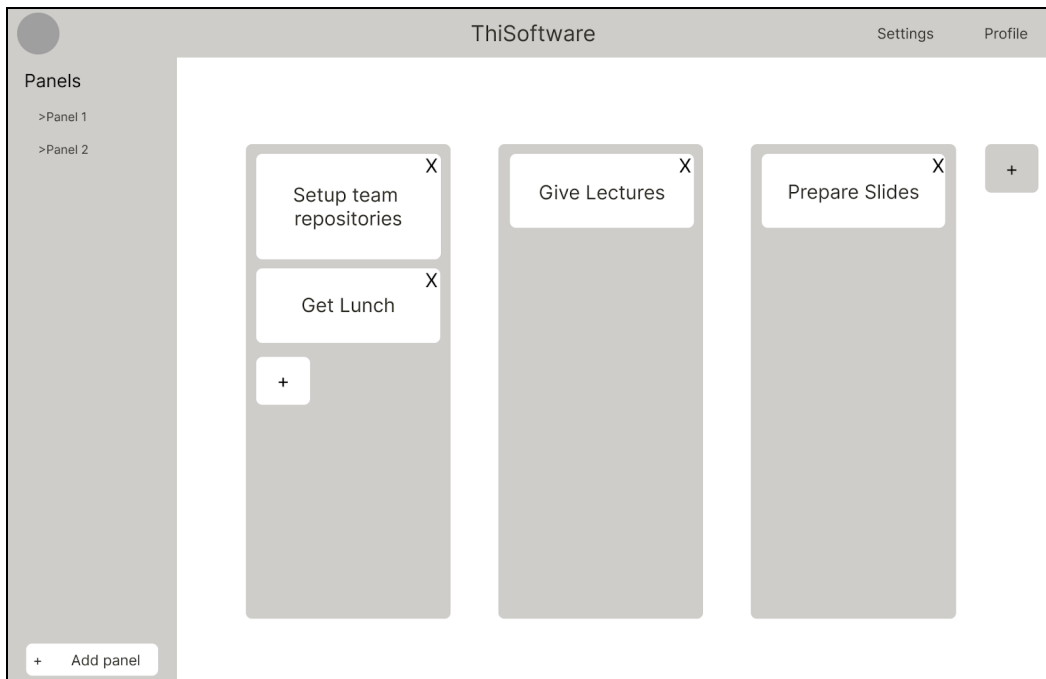 ThiSoftware
Settings
Profile
Panels
>Panel 1
>Panel 2
+ Add panel
X
Setup team
repositories
X
Get Lunch
+
X
Give Lectures
X
Prepare Slides
+